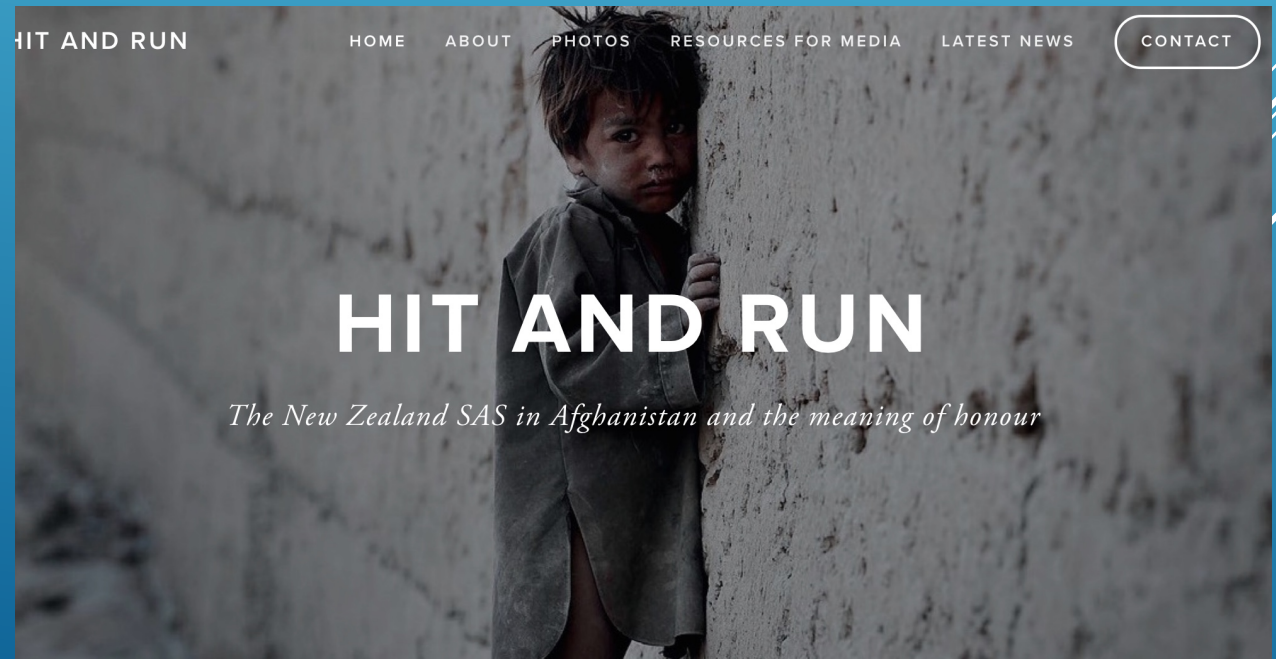 HIT AND RUN HOME ABOUT PHOTOS RESOURCES FOR MEDIA LATEST NEWS CONTACT
HIT AND RUN
The New Zealand SAS in Afghanistan and the meaning of honour